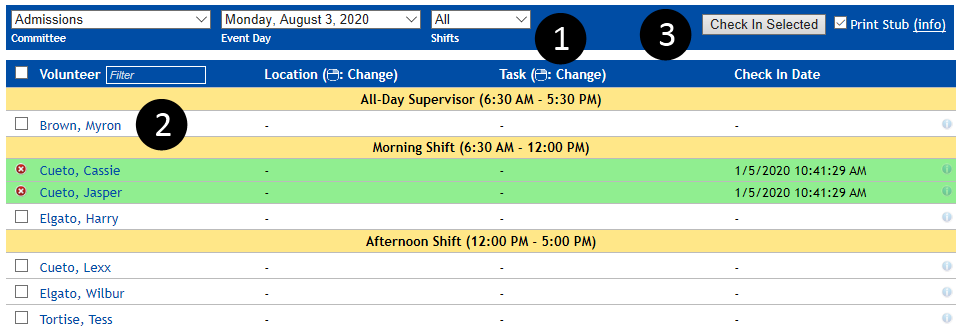 Admissions Monday, August 3, 2020 All 1 3 Check In Selected Print Stub (info)
Committee Event Day Shifts
Volunteer Filter Location (: Change) Task (: Change) Check In Date
All-Day Supervisor (6:30 AM - 5:30 PM)
Brown, Myron 2 - - -
Morning Shift (6:30 AM - 12:00 PM)
Cueto, Cassie - - 1/5/2020 10:41:29 AM
Cueto, Jasper - - 1/5/2020 10:41:29 AM
Elgato, Harry - - -
Afternoon Shift (12:00 PM - 5:00 PM)
Cueto, Lexx - - -
Elgato, Wilbur - - -
Tortise, Tess - - -